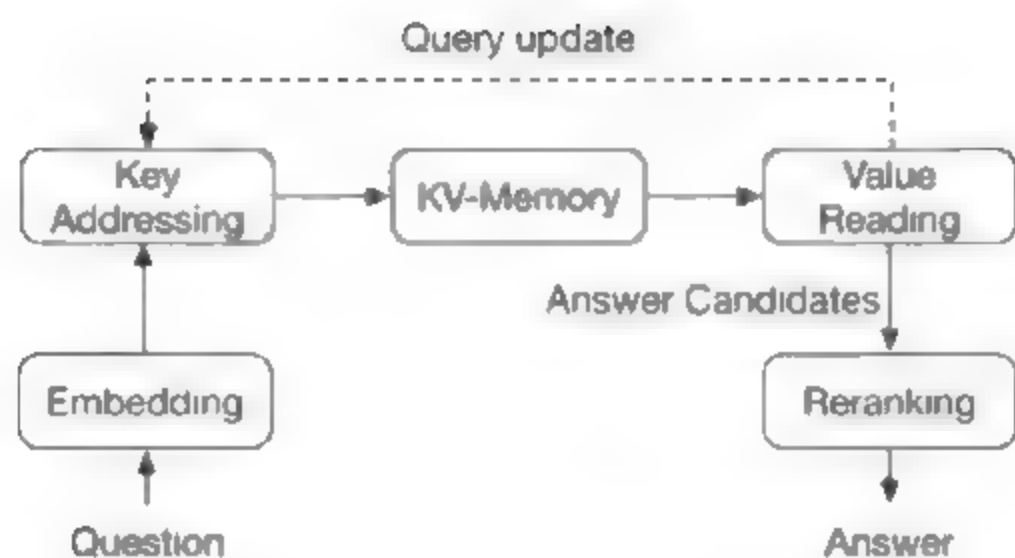 Query update
Key
Addressing
KV-Memory
Value
Reading
Answer Candidates
Embedding
Reranking
Question
Answer